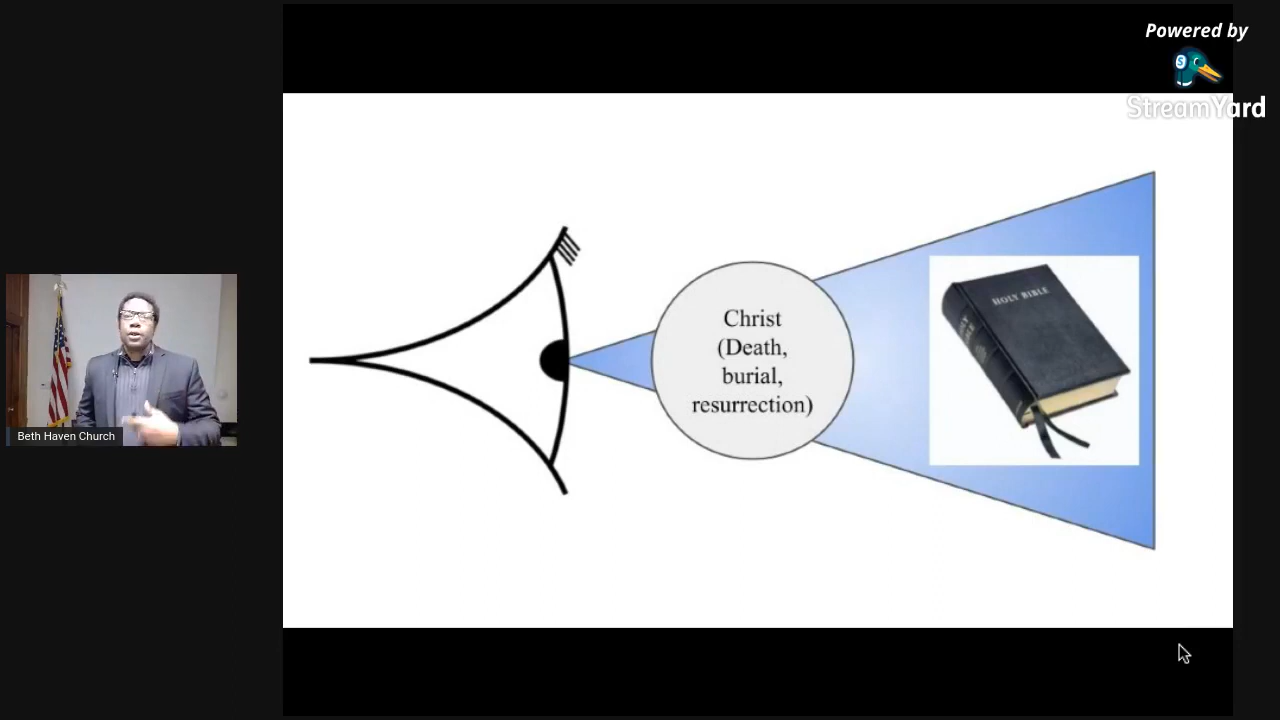 Powered by
StreamYard
Christ
(Death,
burial,
resurrection)
HOLY BIBLE
Beth Haven Church